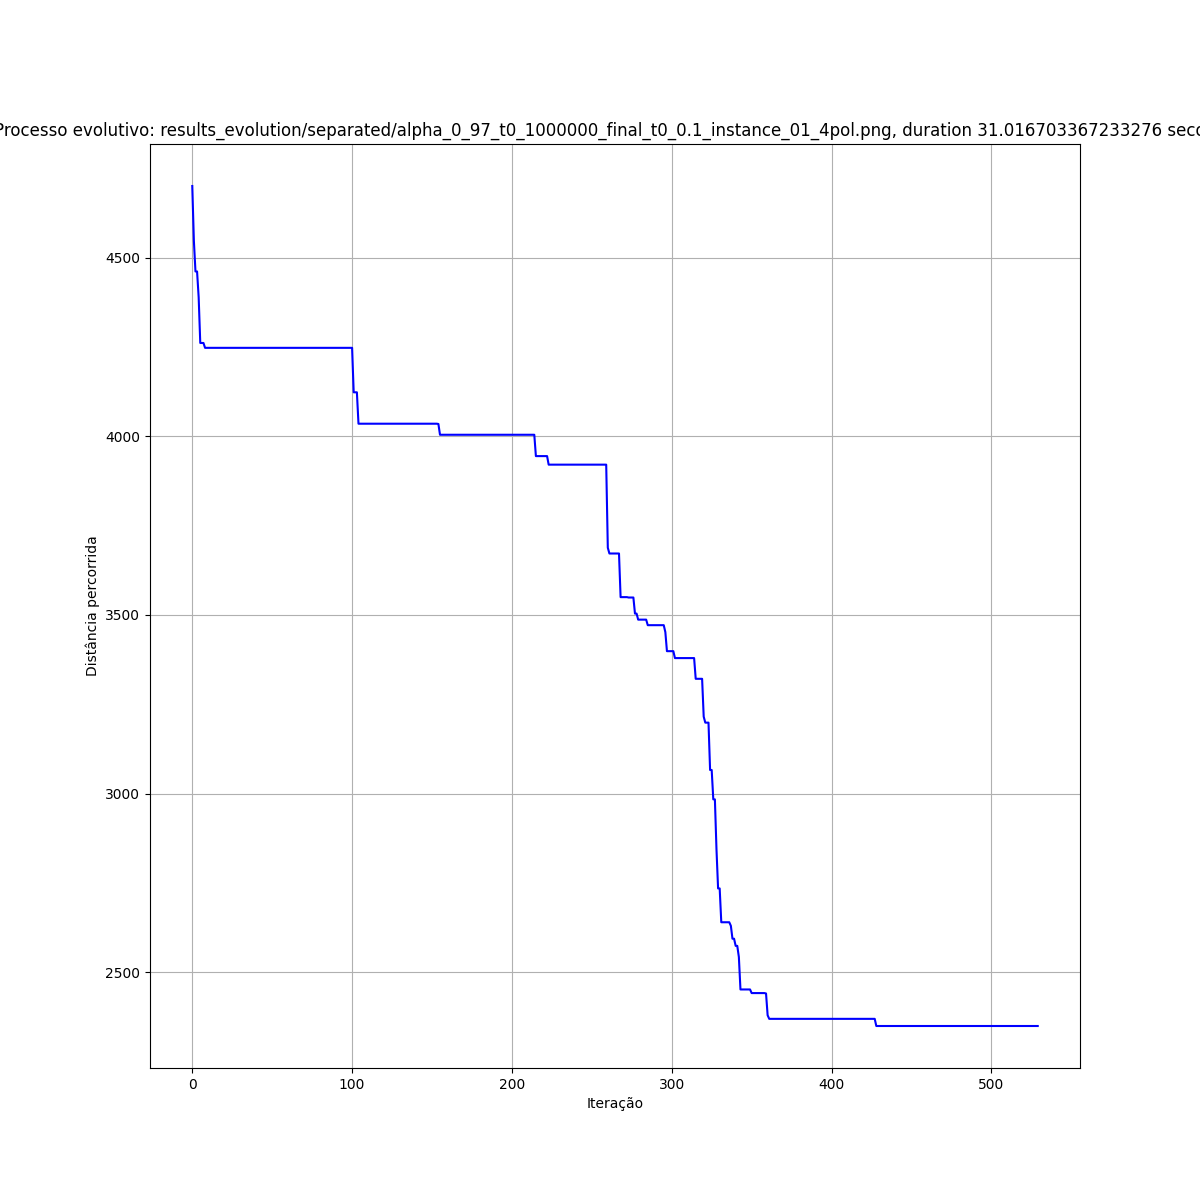 Processo evolutivo: results_evolution/separated/alpha_0_97_t0_1000000_final_t0_0.1_instance_01_4pol.png, duration 31.016703367233276 seco
4500
4000
3500
3000
2500
Distância percorrida
0 100 200 300 400 500
Iteração